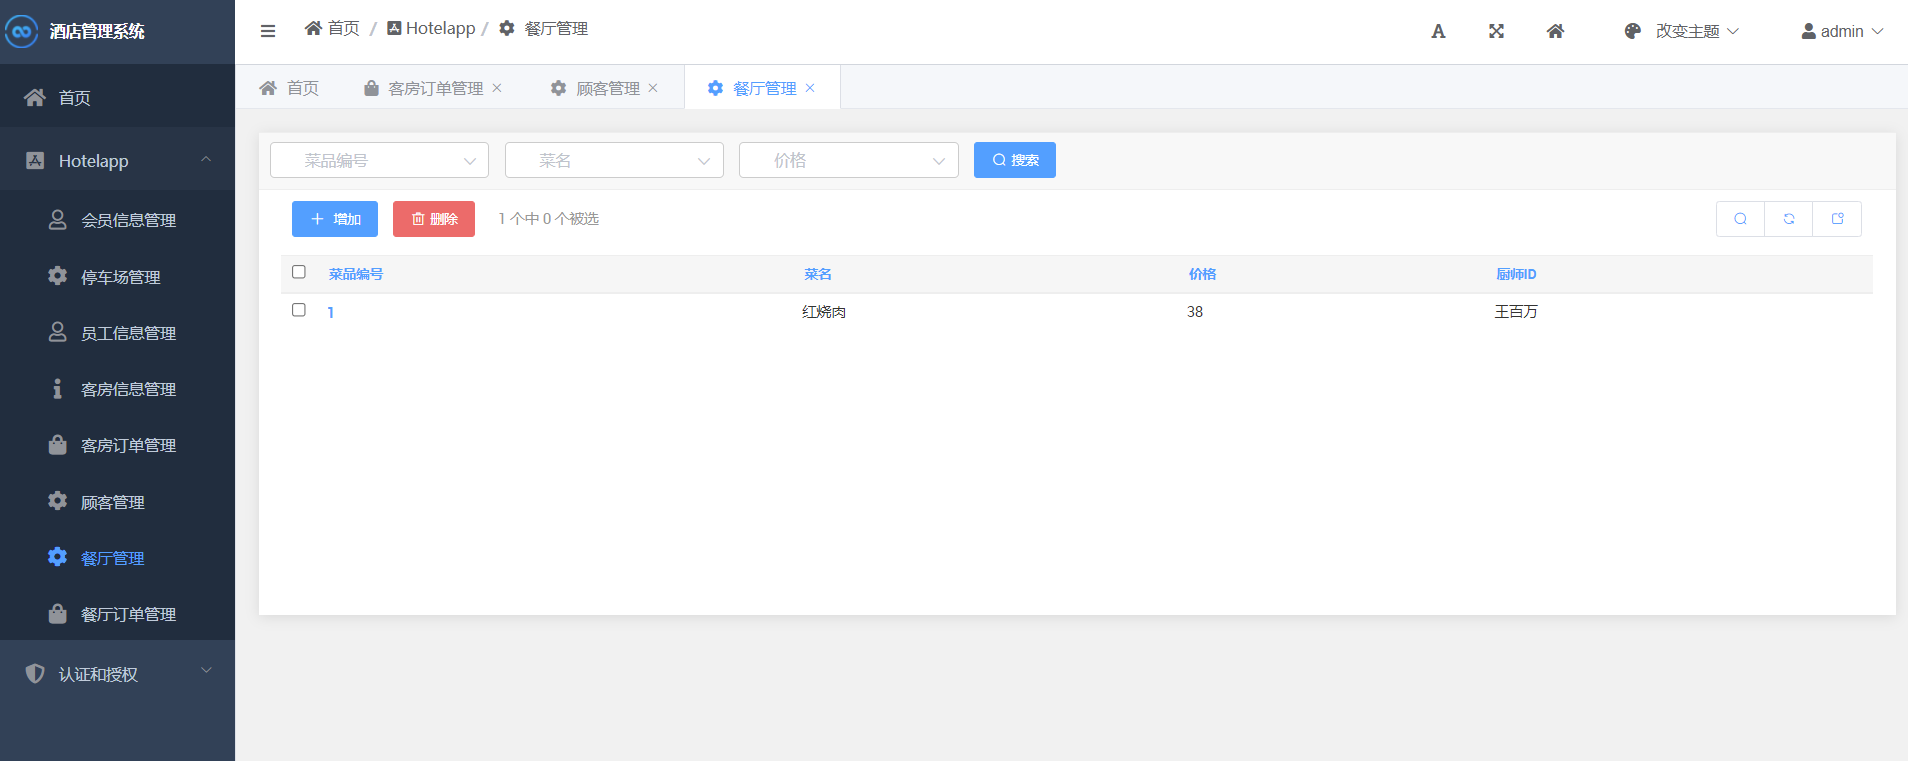 酒店管理系统
首页 / Hotelapp / 餐厅管理
改变主题
admin
首页
客房订单管理
顾客管理
餐厅管理
首页
Hotelapp
会员信息管理
停车场管理
员工信息管理
客房信息管理
客房订单管理
顾客管理
餐厅管理
餐厅订单管理
认证和授权
菜品编号 菜名 价格 搜索
增加 删除 1 个中 0 个被选
菜品编号 菜名 价格 厨师ID
1 红烧肉 38 王百万